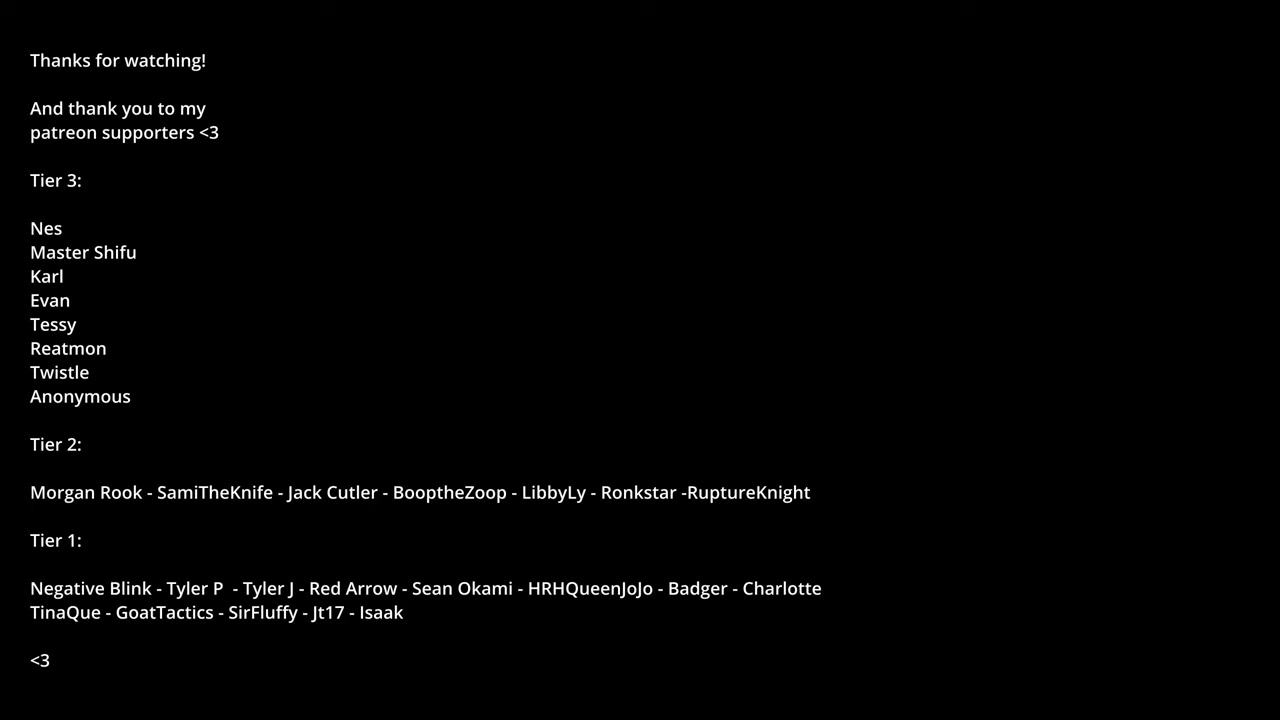 Thanks for watching!
And thank you to my
patreon supporters <3
Tier 3:
Nes
Master Shifu
Karl
Evan
Tessy
Reatmon
Twistle
Anonymous
Tier 2:
Morgan Rook - SamiTheKnife - Jack Cutler - BooptheZoop - LibbyLy - Ronkstar -RuptureKnight
Tier 1:
Negative Blink - Tyler P  - Tyler J - Red Arrow - Sean Okami - HRHQueenJoJo - Badger - Charlotte
TinaQue - GoatTactics - SirFluffy - Jt17 - Isaak
<3